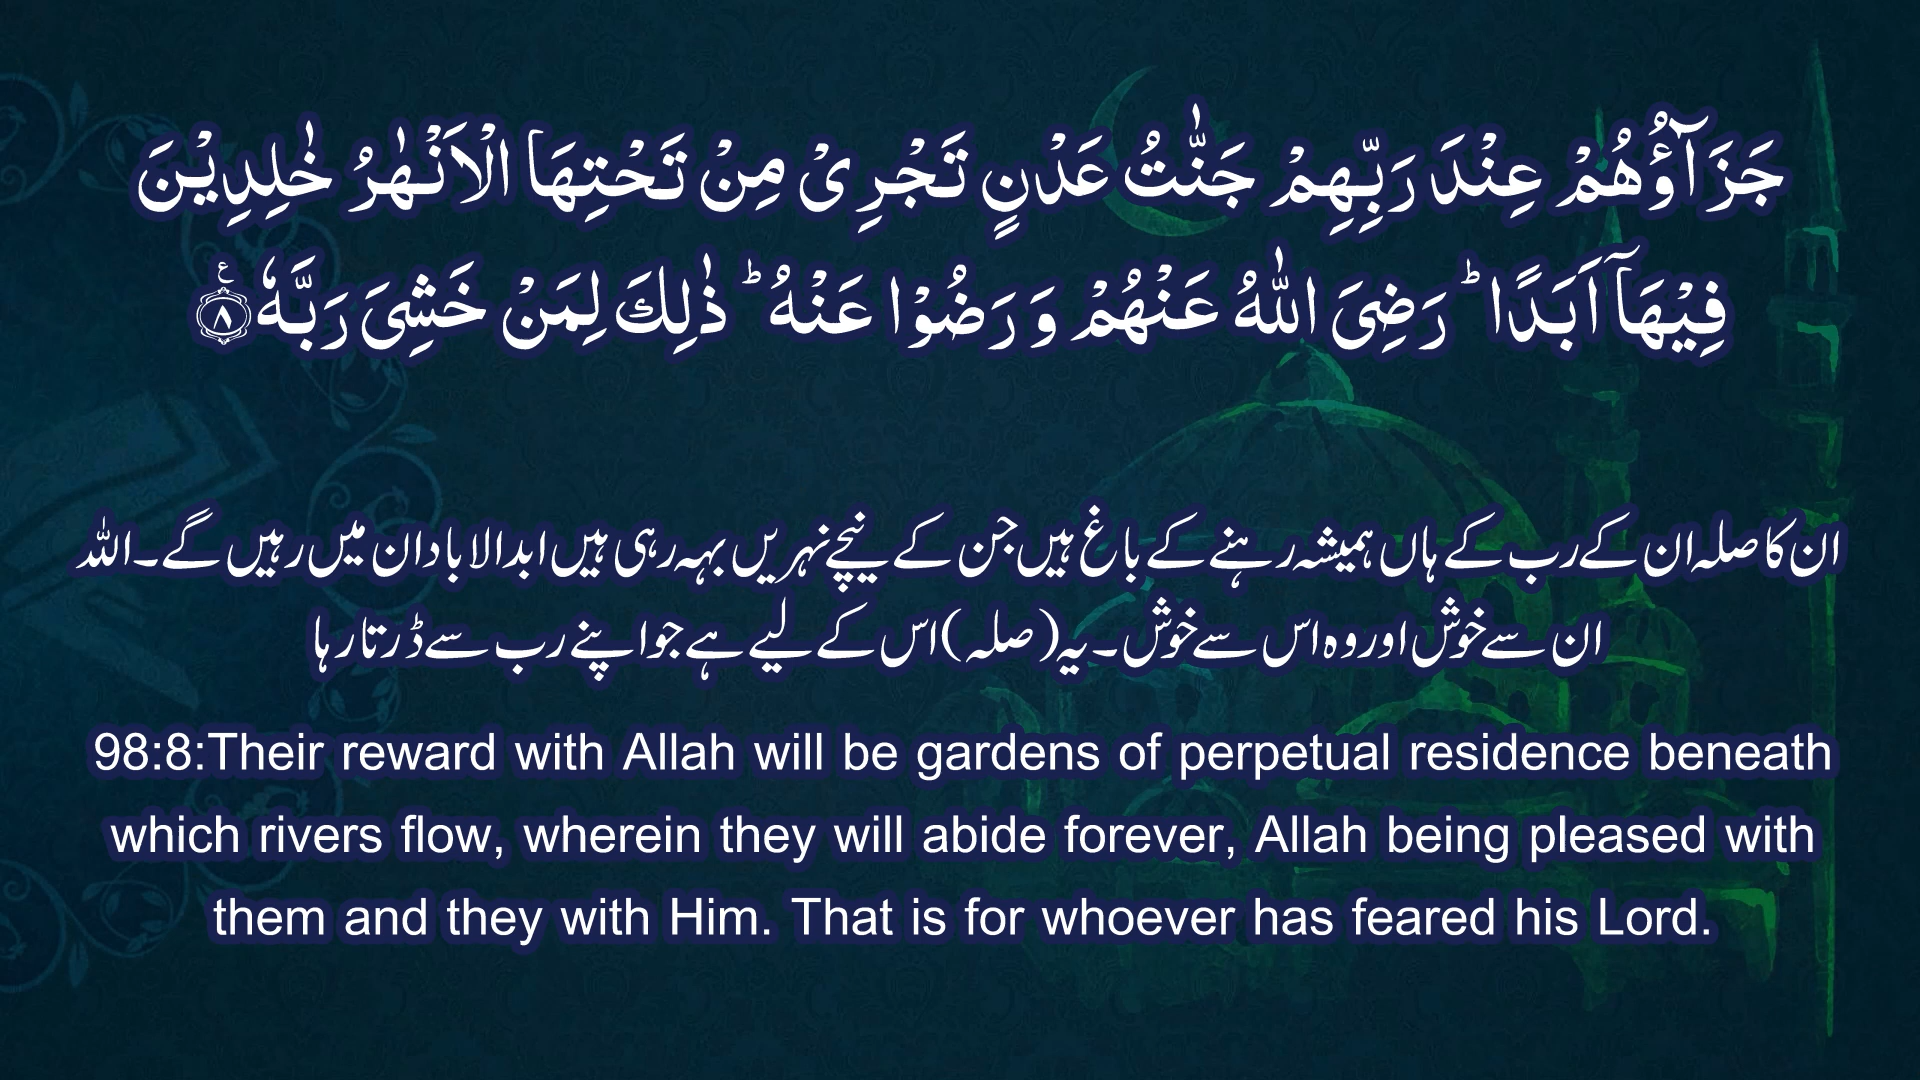 جَزَآؤُهُمْ عِنْدَ رَبِّهِمْ جَنّٰتُ عَدْنٍ تَجْرِیْ مِنْ تَحْتِهَا الْاَنْهٰرُ خٰلِدِیْنَ
فِیْهَاۤ اَبَدًا ؕ رَضِیَ اللّٰهُ عَنْهُمْ وَ رَضُوْا عَنْهُ ؕ ذٰلِكَ لِمَنْ خَشِیَ رَبَّهٗ ۟۠ ۸
ان کا صلہ ان کے رب کے ہاں ہمیشہ رہنے کے باغ ہیں جن کے نیچے نہریں بہہ رہی ہیں ابدالاباد ان میں رہیں گے۔ اللہ
ان سے خوش اور وہ اس سے خوش۔ یہ (صلہ) اس کے لیے ہے جو اپنے رب سے ڈرتا رہا
98:8:Their reward with Allah will be gardens of perpetual residence beneath
which rivers flow, wherein they will abide forever, Allah being pleased with
them and they with Him. That is for whoever has feared his Lord.